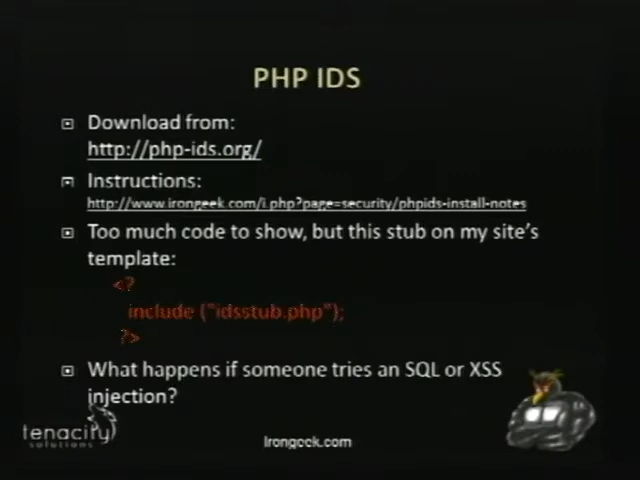 PHP IDS
Download from:
http://php-ids.org/
Instructions:
http://www.irongeek.com/i.php?page=security/phpids-install-notes
Too much code to show, but this stub on my site's
template:
<?
include ("idsstub.php");
?>
What happens if someone tries an SQL or XSS
injection?
tenacity
solutions
Irongeek.com